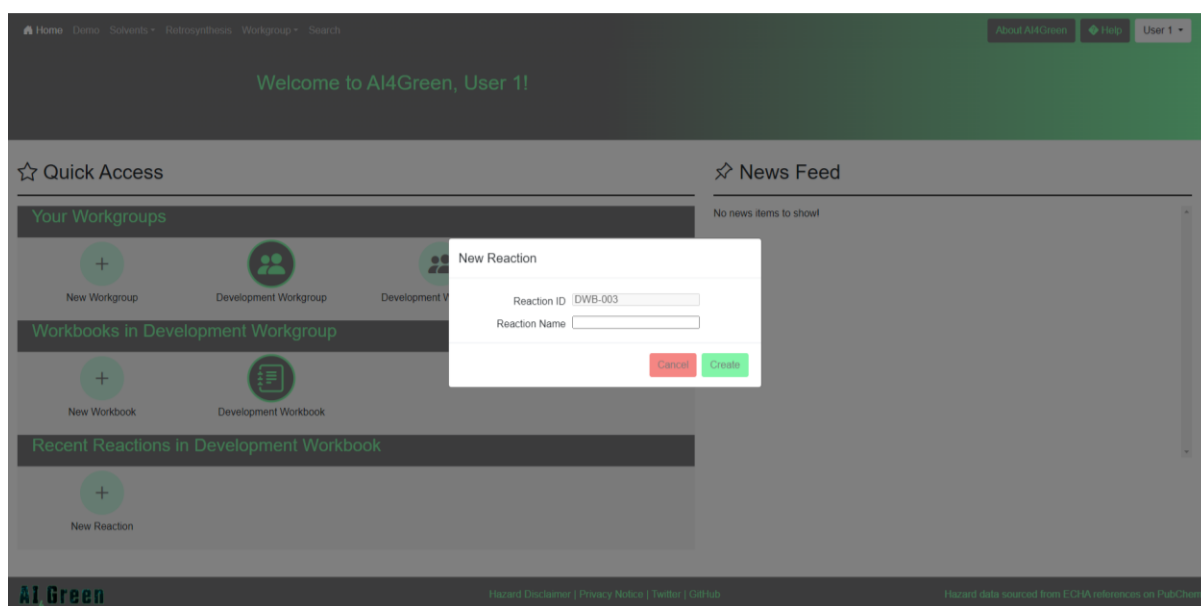 Home Demo Solvents Retrosynthesis Workgroup Search About AI4Green Help User 1
Welcome to AI4Green, User 1!
Quick Access
News Feed
Your Workgroups
No news items to show!
New Workgroup Development Workgroup Development W
New Reaction
Reaction ID DWB-003
Reaction Name
Cancel Create
Workbooks in Development Workgroup
New Workbook Development Workbook
Recent Reactions in Development Workbook
New Reaction
AI4Green Hazard Disclaimer | Privacy Notice | Twitter | GitHub Hazard data sourced from ECHA references on PubChem